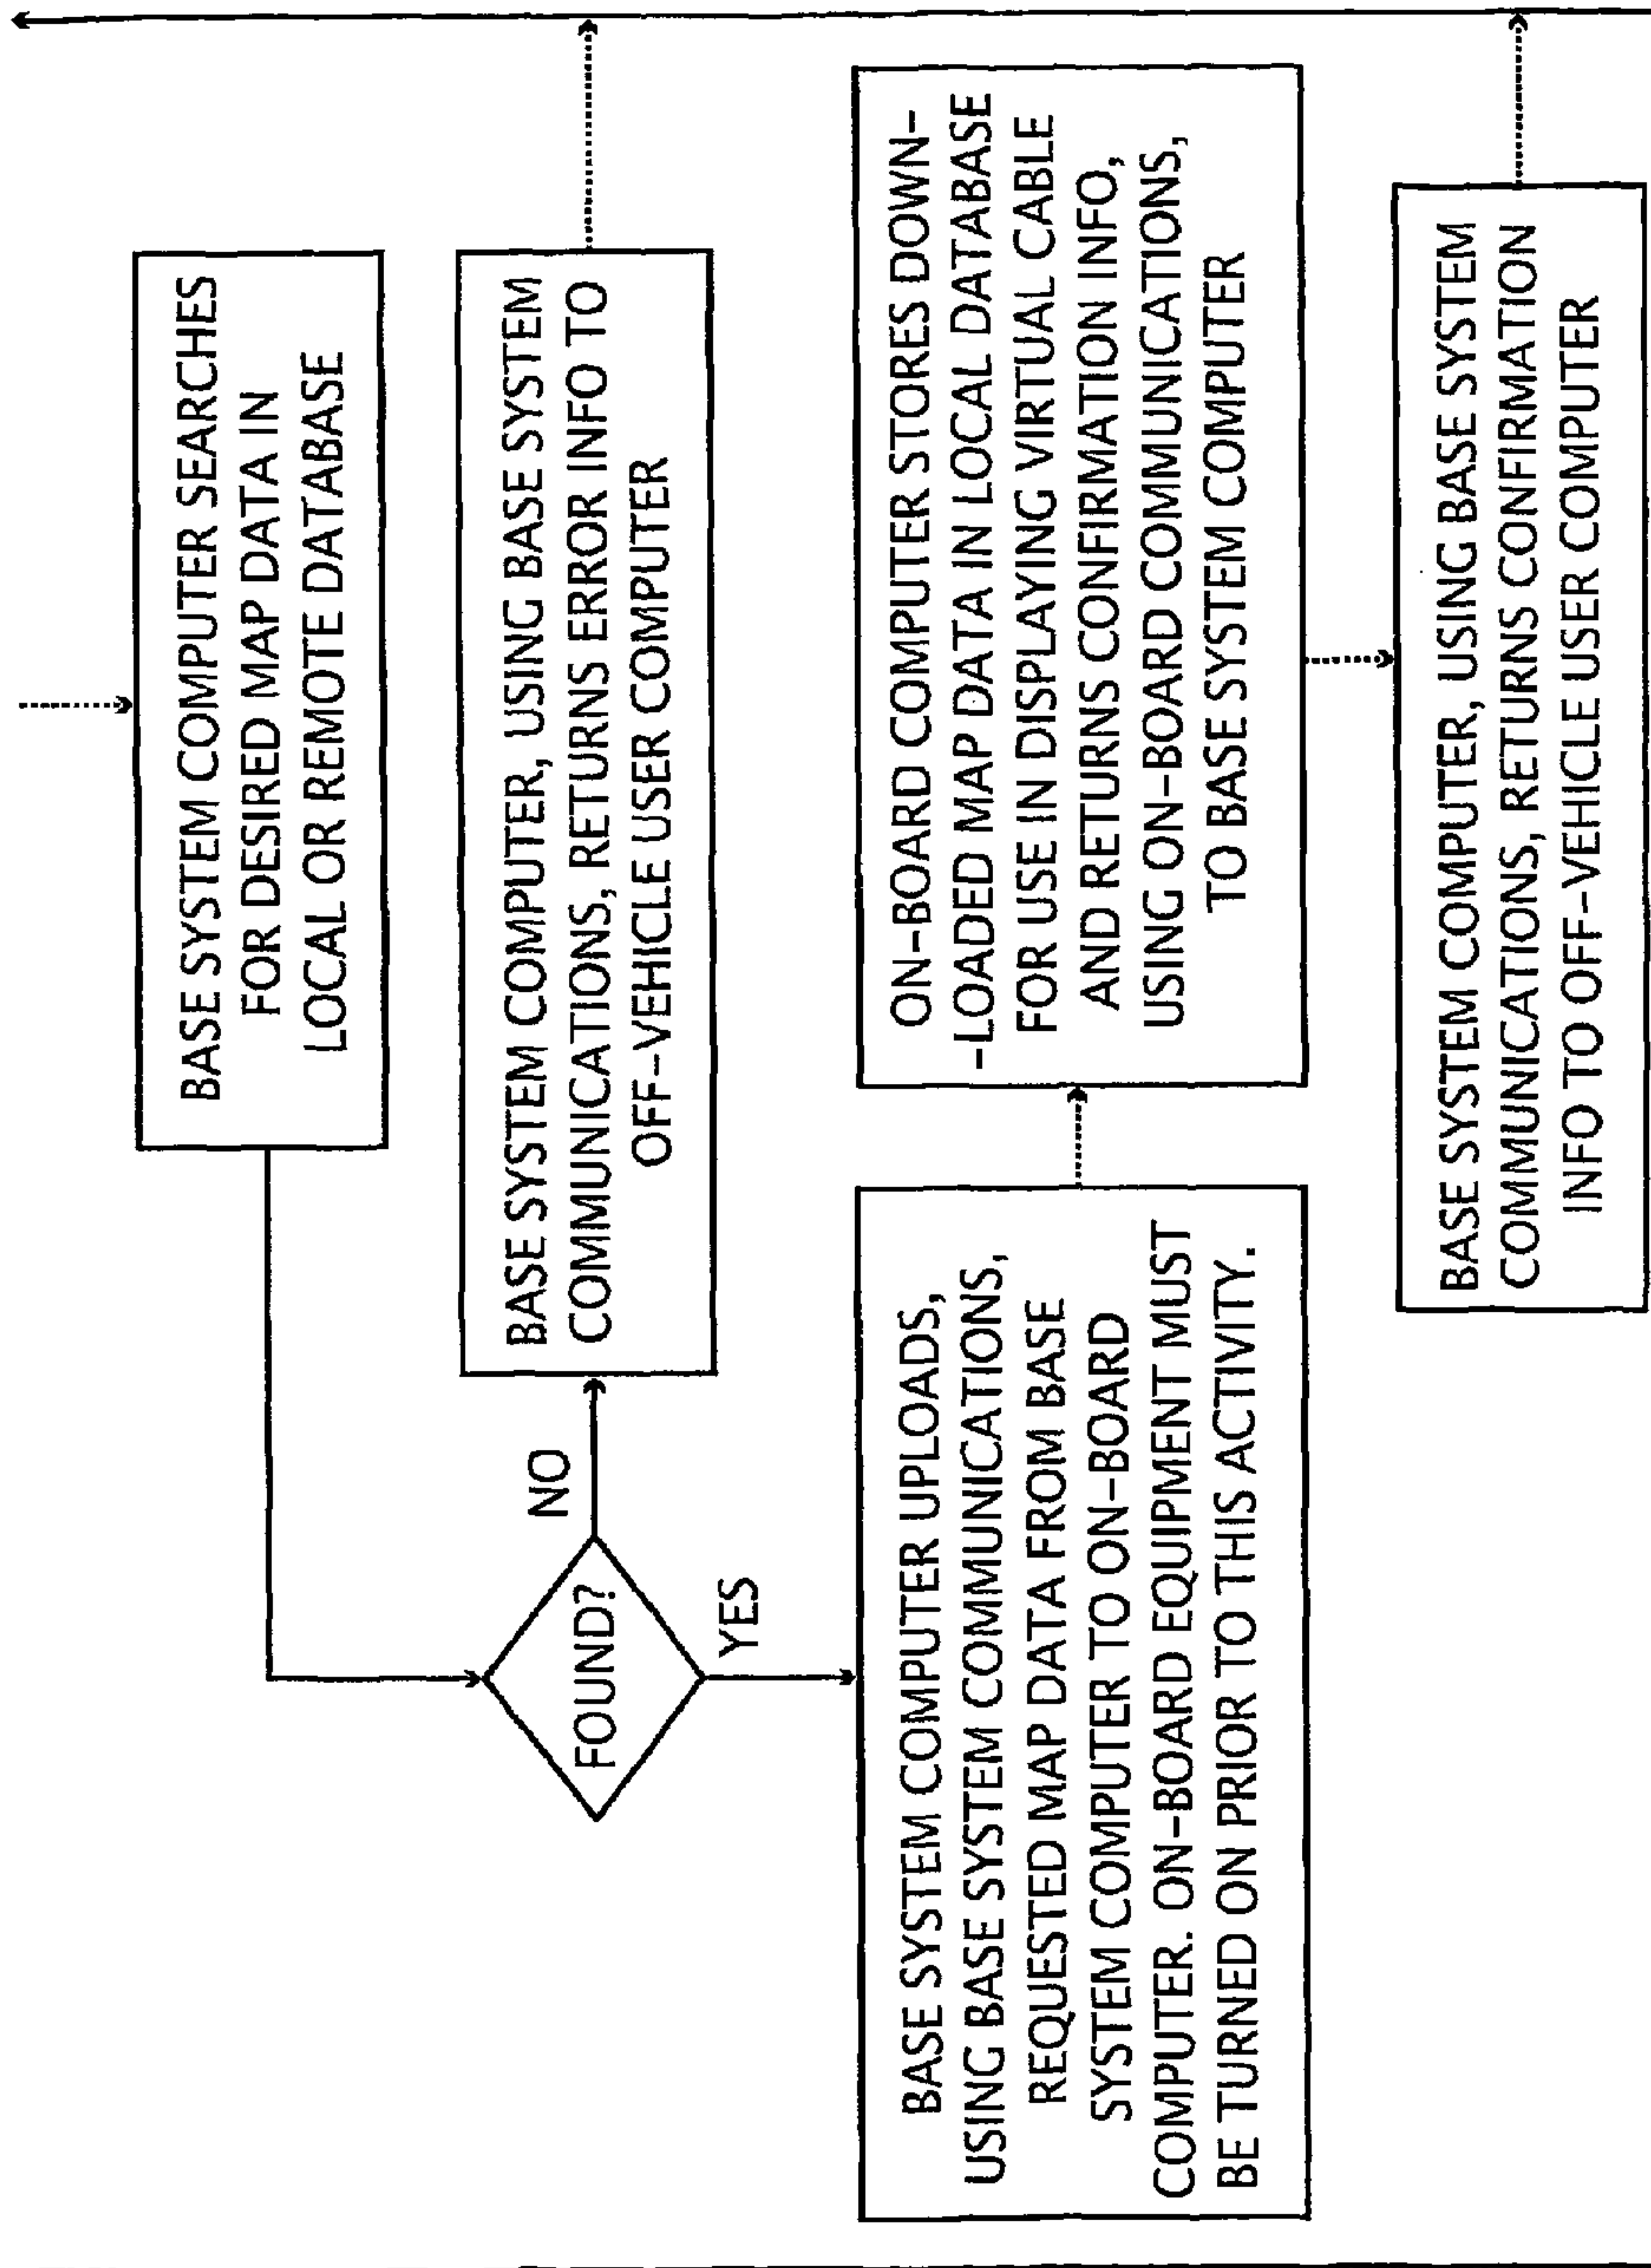 BASE SYSTEM COMPUTER SEARCHES
FOR DESIRED MAP DATA IN
LOCAL OR REMOTE DATABASE
FOUND?
NO
YES
BASE SYSTEM COMPUTER, USING BASE SYSTEM
COMMUNICATIONS, RETURNS ERROR INFO TO
OFF-VEHICLE USER COMPUTER
BASE SYSTEM COMPUTER UPLOADS,
USING BASE SYSTEM COMMUNICATIONS,
REQUESTED MAP DATA FROM BASE
SYSTEM COMPUTER TO ON-BOARD
COMPUTER. ON-BOARD EQUIPMENT MUST
BE TURNED ON PRIOR TO THIS ACTIVITY.
ON-BOARD COMPUTER STORES DOWN-
-LOADED MAP DATA IN LOCAL DATABASE
FOR USE IN DISPLAYING VIRTUAL CABLE
AND RETURNS CONFIRMATION INFO,
USING ON-BOARD COMMUNICATIONS,
TO BASE SYSTEM COMPUTER
BASE SYSTEM COMPUTER, USING BASE SYSTEM
COMMUNICATIONS, RETURNS CONFIRMATION
INFO TO OFF-VEHICLE USER COMPUTER